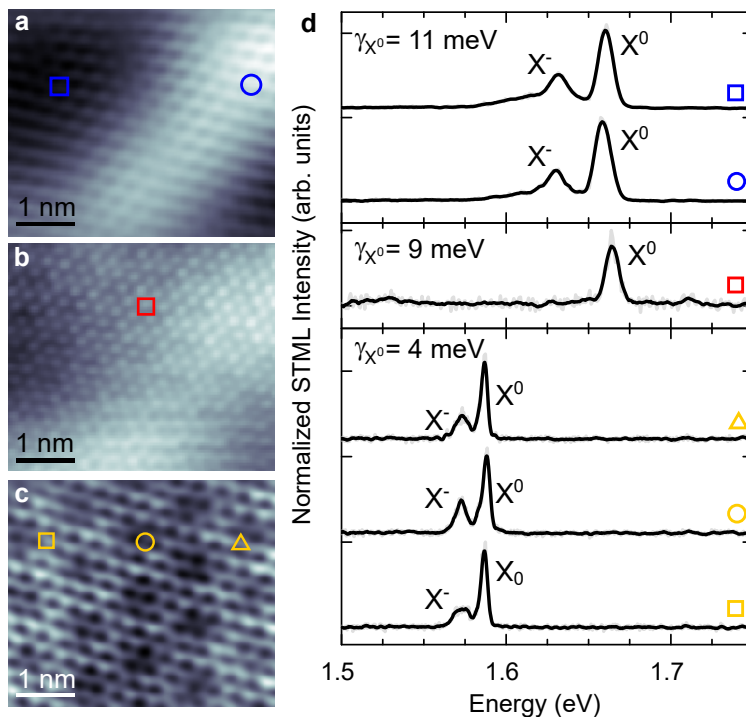 a
1 nm
b
1 nm
c
1 nm
d
Normalized STML Intensity (arb. units)
γX⁰ = 11 meV
X⁻
X⁰
X⁻
X⁰
γX⁰ = 9 meV
X⁰
γX⁰ = 4 meV
X⁻
X⁰
X⁻
X⁰
X⁻
X₀
1.5
1.6
1.7
Energy (eV)